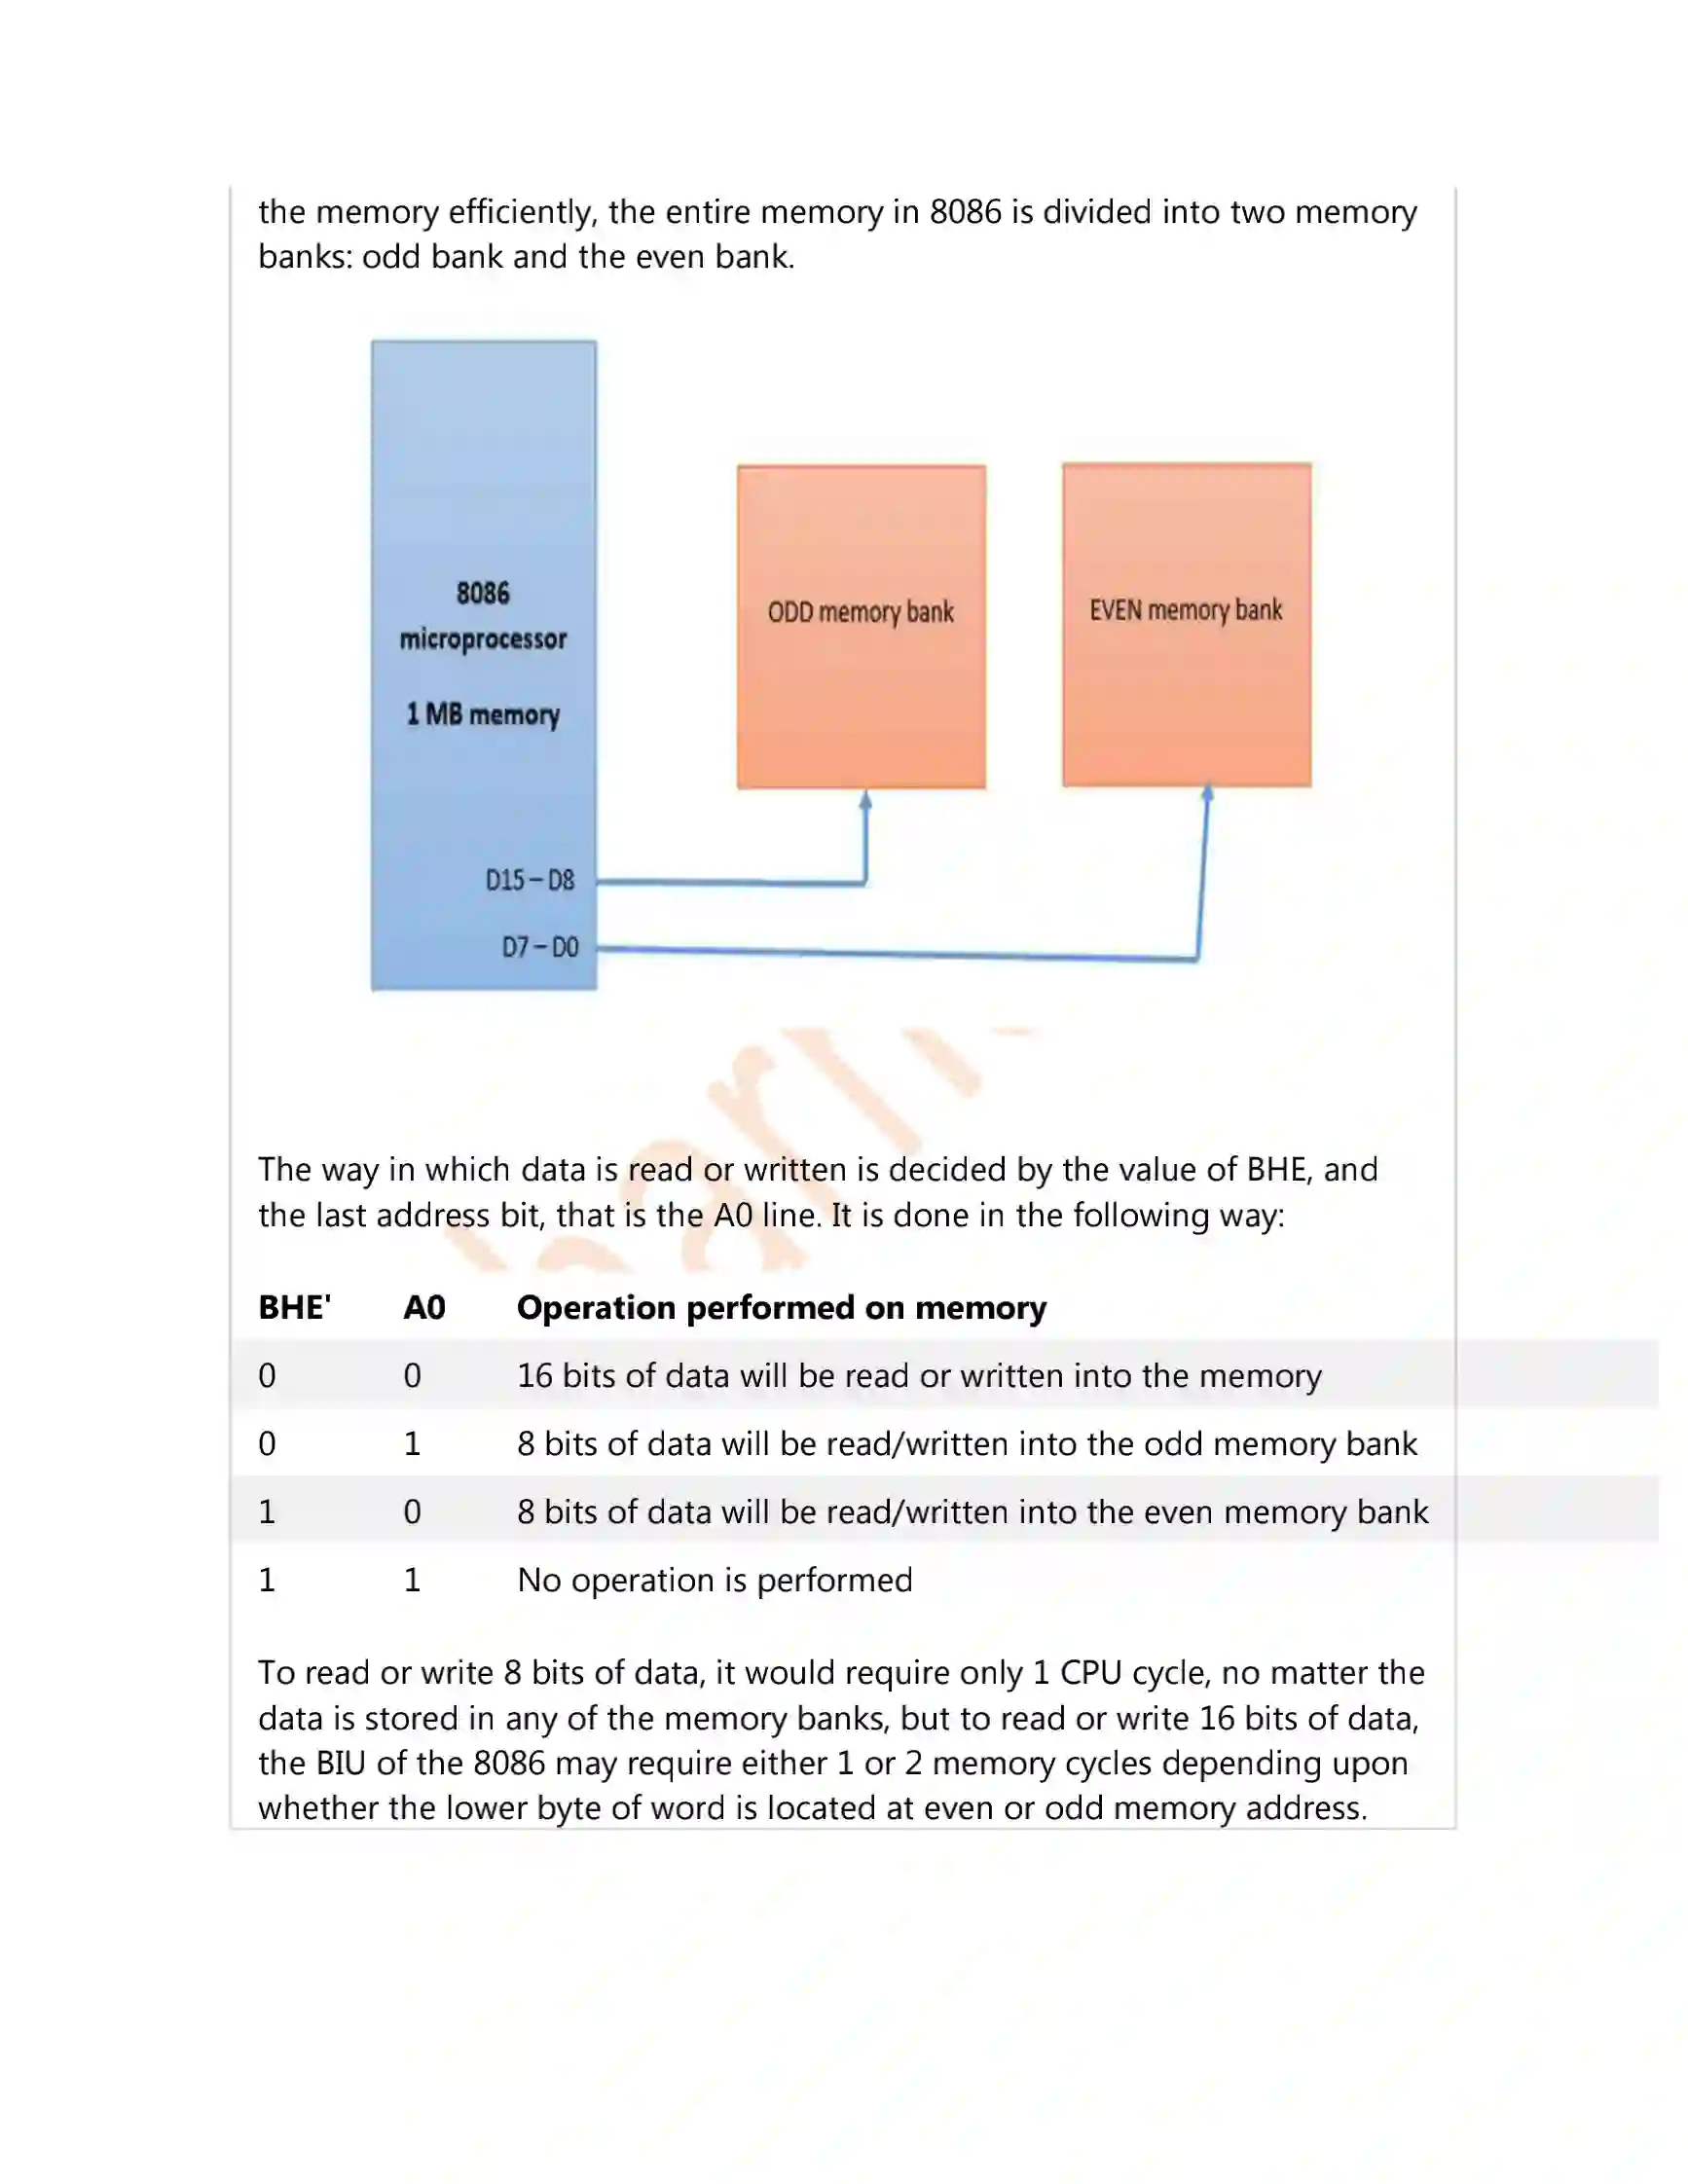 the memory efficiently, the entire memory in 8086 is divided into two memory
banks: odd bank and the even bank.
8086
microprocessor
1 MB memory
ODD memory bank
EVEN memory bank
D15 – D8
D7 – D0
The way in which data is read or written is decided by the value of BHE, and
the last address bit, that is the A0 line. It is done in the following way:
BHE' A0 Operation performed on memory
0 0 16 bits of data will be read or written into the memory
0 1 8 bits of data will be read/written into the odd memory bank
1 0 8 bits of data will be read/written into the even memory bank
1 1 No operation is performed
To read or write 8 bits of data, it would require only 1 CPU cycle, no matter the
data is stored in any of the memory banks, but to read or write 16 bits of data,
the BIU of the 8086 may require either 1 or 2 memory cycles depending upon
whether the lower byte of word is located at even or odd memory address.